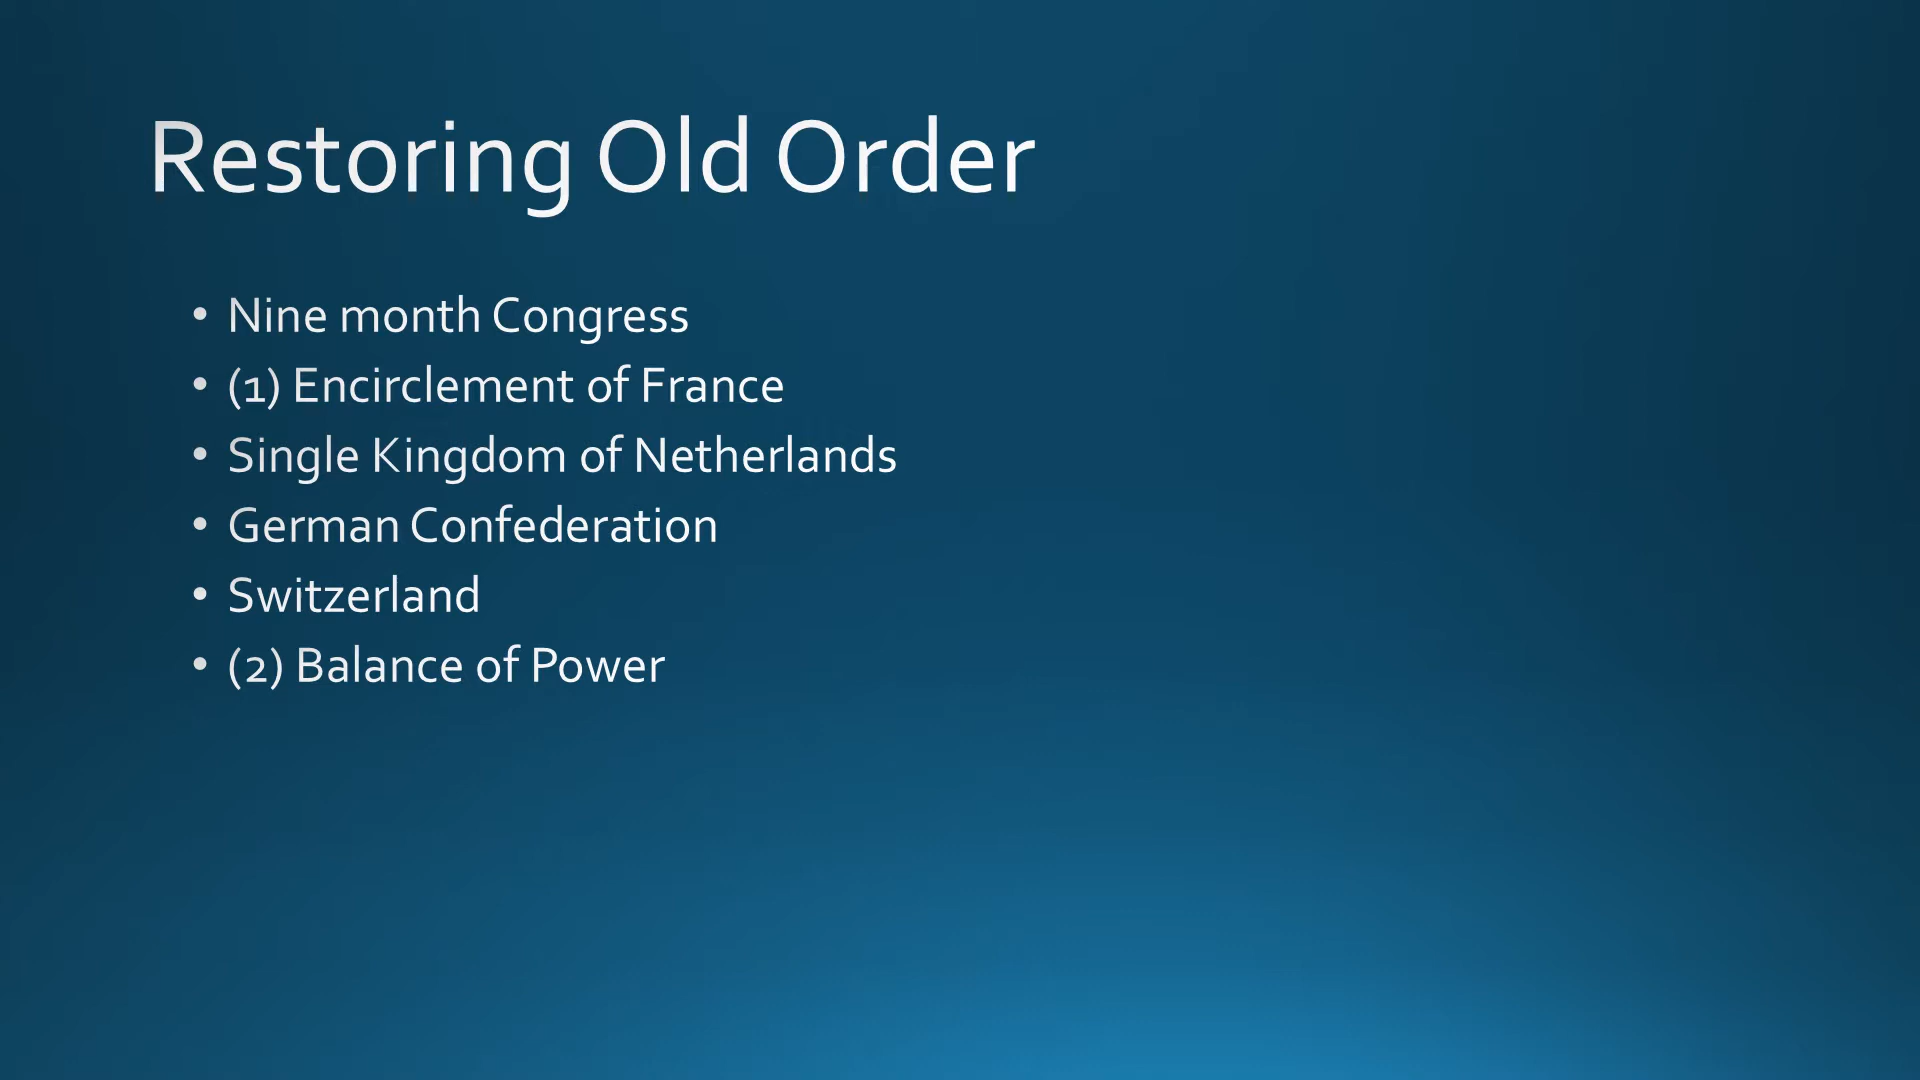 Restoring Old Order
• Nine month Congress
• (1) Encirclement of France
• Single Kingdom of Netherlands
• German Confederation
• Switzerland
• (2) Balance of Power